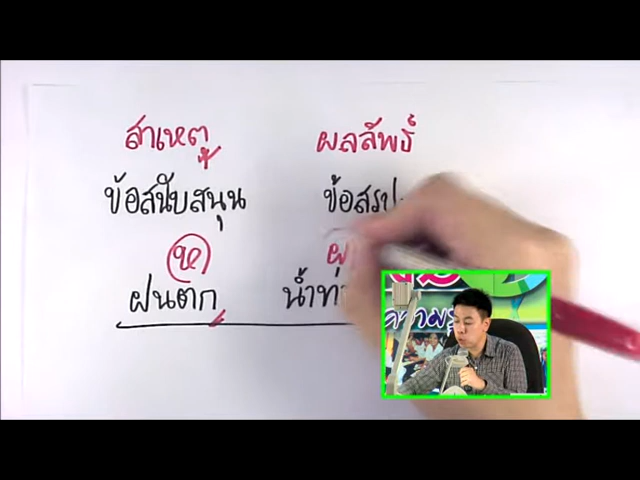 สาเหตุ ผลลัพธ์
ข้อสนับสนุน ข้อสรุป
ห
ฝนตก